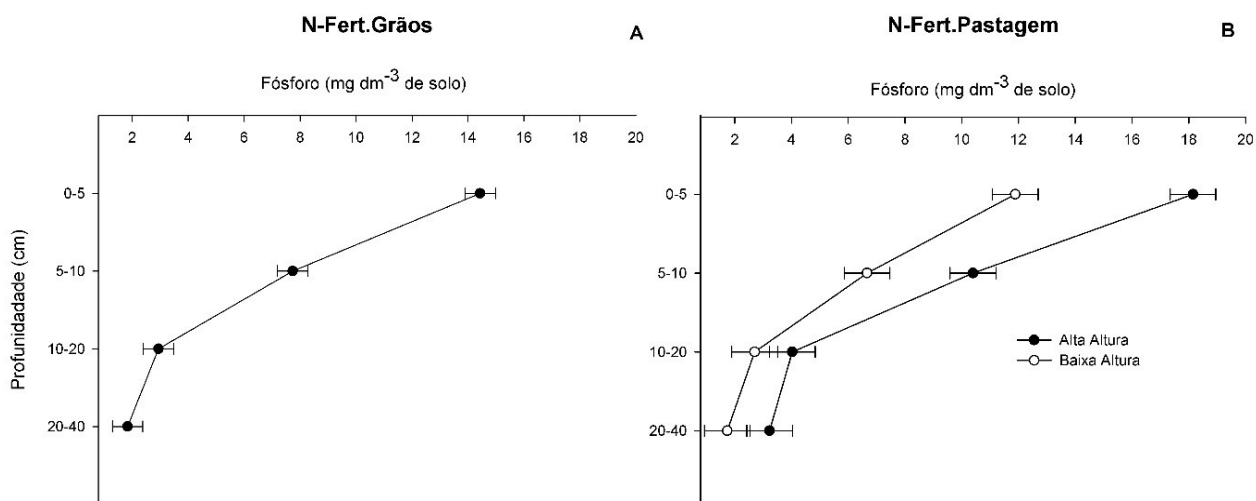 N-Fert.Grãos
A
Fósforo (mg dm-3 de solo)
2 4 6 8 10 12 14 16 18 20
Profunidadade (cm)
0-5
5-10
10-20
20-40
N-Fert.Pastagem
B
Fósforo (mg dm-3 de solo)
2 4 6 8 10 12 14 16 18 20
0-5
5-10
10-20
20-40
Alta Altura
Baixa Altura